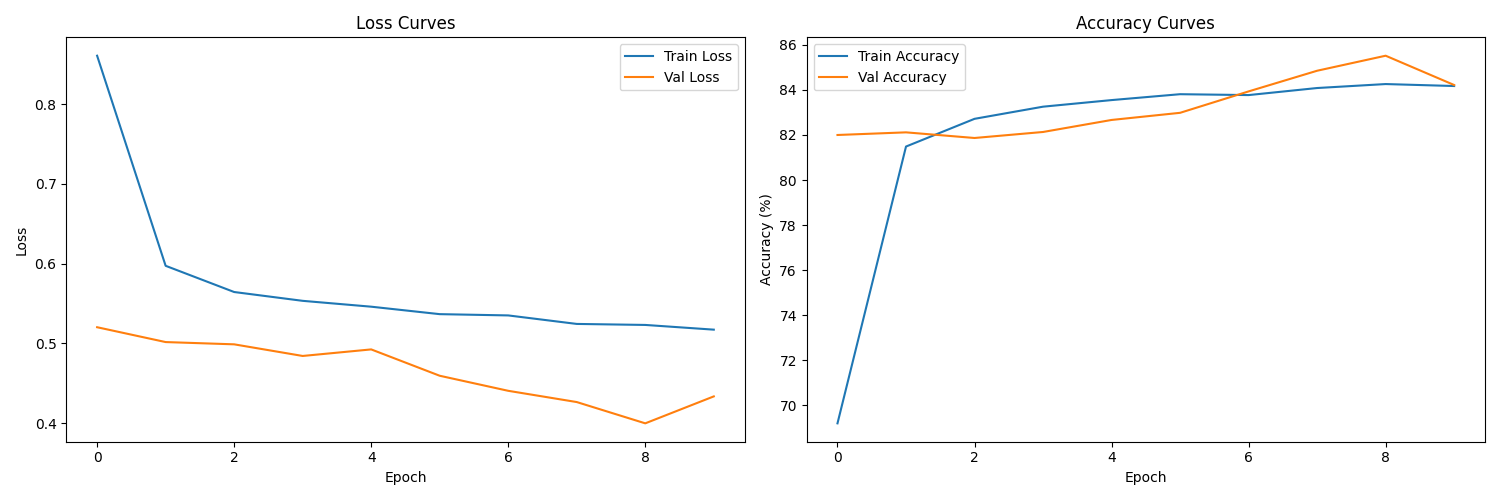 Loss Curves
Train Loss
Val Loss
0.8
0.7
0.6
0.5
0.4
Loss
0 2 4 6 8
Epoch
Accuracy Curves
Train Accuracy
Val Accuracy
86
84
82
80
78
76
74
72
70
Accuracy (%)
0 2 4 6 8
Epoch